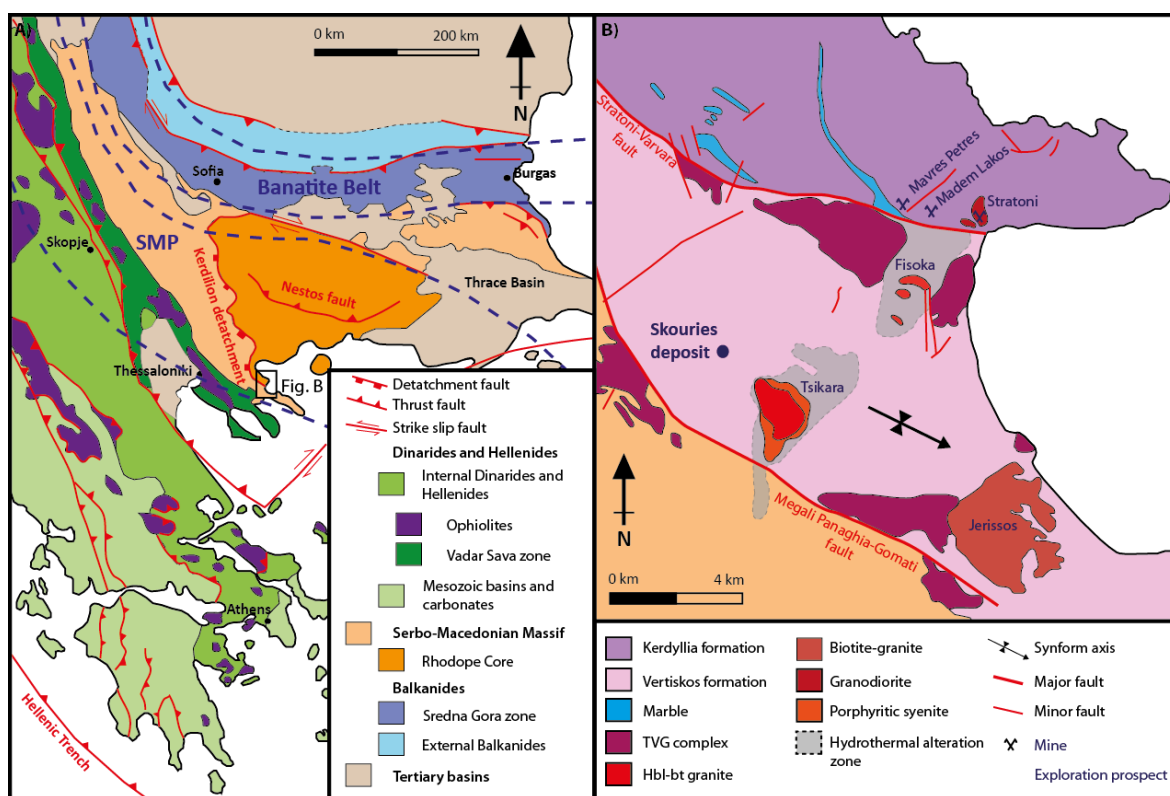 A)
0 km 200 km
N
Sofia
Banatite Belt
Burgas
Skopje
SMP
Kerdilion detatchment
Nestos fault
Thrace Basin
Thessaloniki
Fig. B
Athens
Hellenic Trench
Detatchment fault
Thrust fault
Strike slip fault
Dinarides and Hellenides
Internal Dinarides and
Hellenides
Ophiolites
Vadar Sava zone
Mesozoic basins and
carbonates
Serbo-Macedonian Massif
Rhodope Core
Balkanides
Sredna Gora zone
External Balkanides
Tertiary basins
B)
Stratoni-Varvara
fault
Mavres Petres
Madem Lakos
Stratoni
Fisoka
Skouries
deposit
Tsikara
N
Megali Panaghia-Gomati
fault
Jerissos
0 km 4 km
Kerdyllia formation
Vertiskos formation
Marble
TVG complex
Hbl-bt granite
Biotite-granite
Granodiorite
Porphyritic syenite
Hydrothermal alteration
zone
Synform axis
Major fault
Minor fault
Mine
Exploration prospect